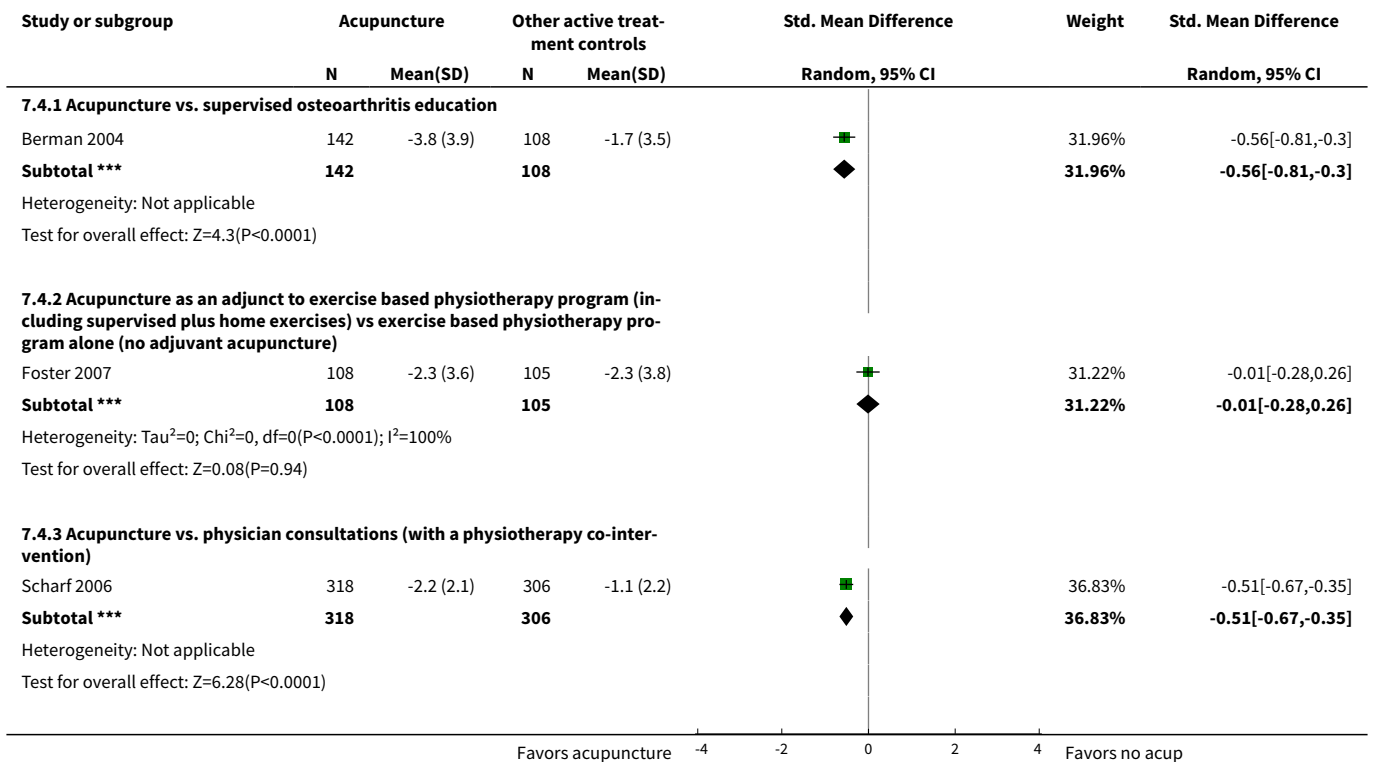 Study or subgroup Acupuncture Other active treat- Std. Mean Difference Weight Std. Mean Difference
ment controls
N Mean(SD) N Mean(SD) Random, 95% CI Random, 95% CI
7.4.1 Acupuncture vs. supervised osteoarthritis education
Berman 2004 142 -3.8 (3.9) 108 -1.7 (3.5) 31.96% -0.56[-0.81,-0.3]
Subtotal *** 142 108 31.96% -0.56[-0.81,-0.3]
Heterogeneity: Not applicable
Test for overall effect: Z=4.3(P<0.0001)
7.4.2 Acupuncture as an adjunct to exercise based physiotherapy program (in-
cluding supervised plus home exercises) vs exercise based physiotherapy pro-
gram alone (no adjuvant acupuncture)
Foster 2007 108 -2.3 (3.6) 105 -2.3 (3.8) 31.22% -0.01[-0.28,0.26]
Subtotal *** 108 105 31.22% -0.01[-0.28,0.26]
Heterogeneity: Tau²=0; Chi²=0, df=0(P<0.0001); I²=100%
Test for overall effect: Z=0.08(P=0.94)
7.4.3 Acupuncture vs. physician consultations (with a physiotherapy co-inter-
vention)
Scharf 2006 318 -2.2 (2.1) 306 -1.1 (2.2) 36.83% -0.51[-0.67,-0.35]
Subtotal *** 318 306 36.83% -0.51[-0.67,-0.35]
Heterogeneity: Not applicable
Test for overall effect: Z=6.28(P<0.0001)
Favors acupuncture -4 -2 0 2 4 Favors no acup